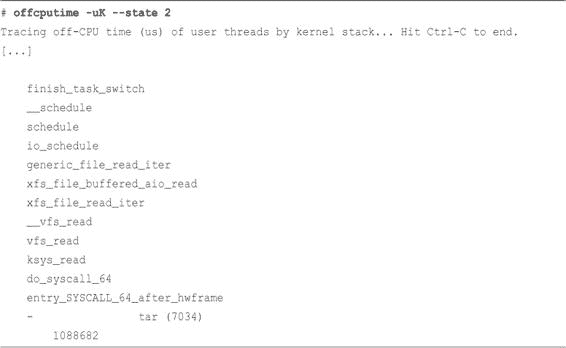 # offcputime -uK --state 2
Tracing off-CPU time (us) of user threads by kernel stack... Hit Ctrl-C to end.
[...]
finish_task_switch
__schedule
schedule
io_schedule
generic_file_read_iter
xfs_file_buffered_aio_read
xfs_file_read_iter
__vfs_read
vfs_read
ksys_read
do_syscall_64
entry_SYSCALL_64_after_hwframe
- tar (7034)
1088682